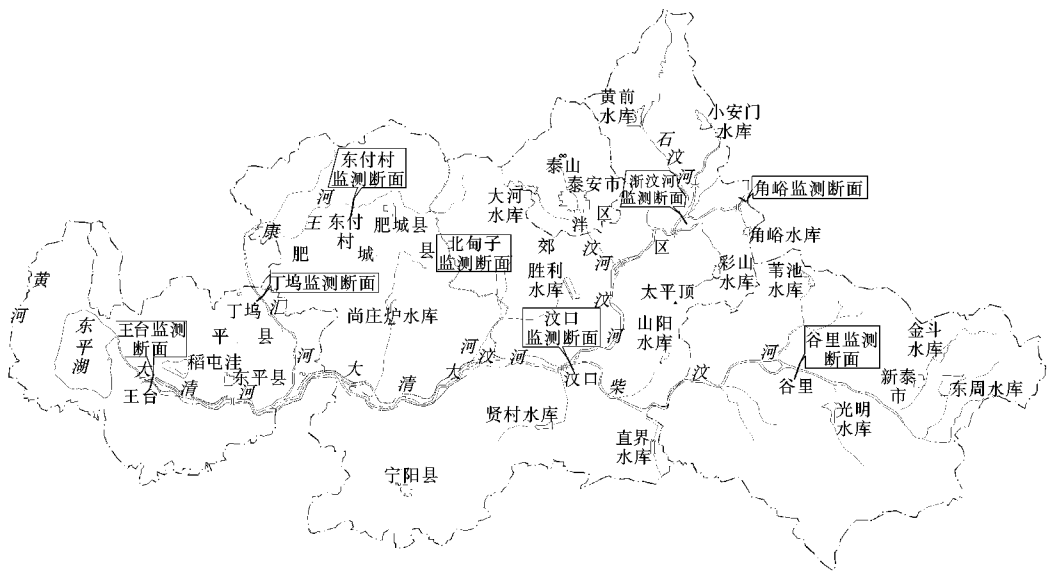 黄前
水库
小安门
水库
石汶河
东付村
监测断面
泰山
泰安市
浙汶河
监测断面
角峪监测断面
大河
水库
区
泮汶河
康王河
东付
村
肥城县
肥城县
北甸子
监测断面
郊区
角峪水库
胜利
水库
彩山
水库
苇池
水库
黄河
丁坞监测断面
丁坞
汇河
尚庄炉水库
太平顶
汶口
监测断面
汶河
山阳
水库
谷里监测
断面
金斗
水库
东平湖
王台监测
断面
平县
稻屯洼
东平县
王台
大清河
大清河
大汶河
汶口
柴汶河
谷里
新泰
市
东周水库
光明
水库
贤村水库
直界
水库
宁阳县